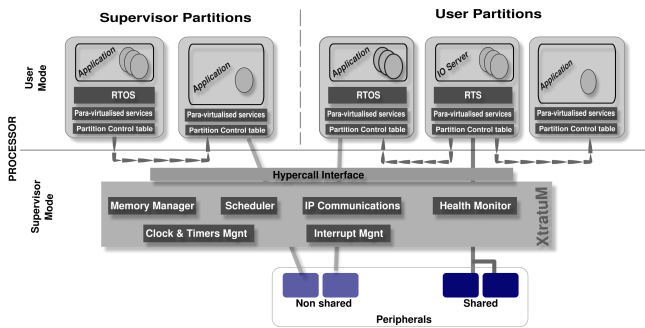 Supervisor Partitions
User Partitions
PROCESSOR
User Mode
Application
RTOS
Para-virtualised services
Partition Control table
Application
Para-virtualised services
Partition Control table
Application
RTOS
Para-virtualised services
Partition Control table
IO Server
RTS
Para-virtualised services
Partition Control table
Application
Para-virtualised services
Partition Control table
Supervisor Mode
Hypercall Interface
Memory Manager
Scheduler
IP Communications
Health Monitor
Clock & Timers Mgnt
Interrupt Mgnt
XtratuM
Non shared
Shared
Peripherals